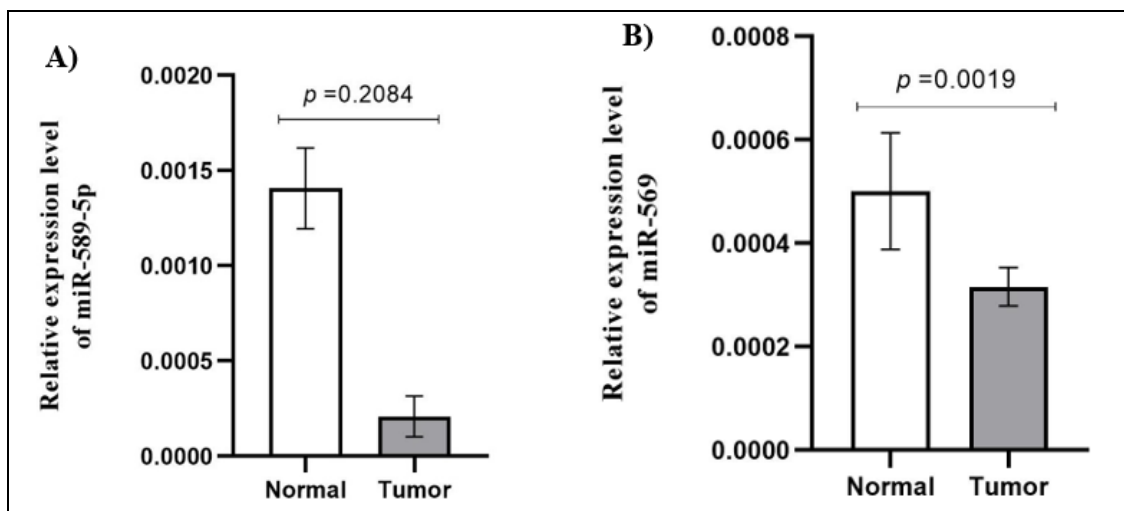 A)
Relative expression level
of miR-589-5p
0.0020
0.0015
0.0010
0.0005
0.0000
p =0.2084
Normal Tumor
B)
Relative expression level
of miR-569
0.0008
0.0006
0.0004
0.0002
0.0000
p =0.0019
Normal Tumor